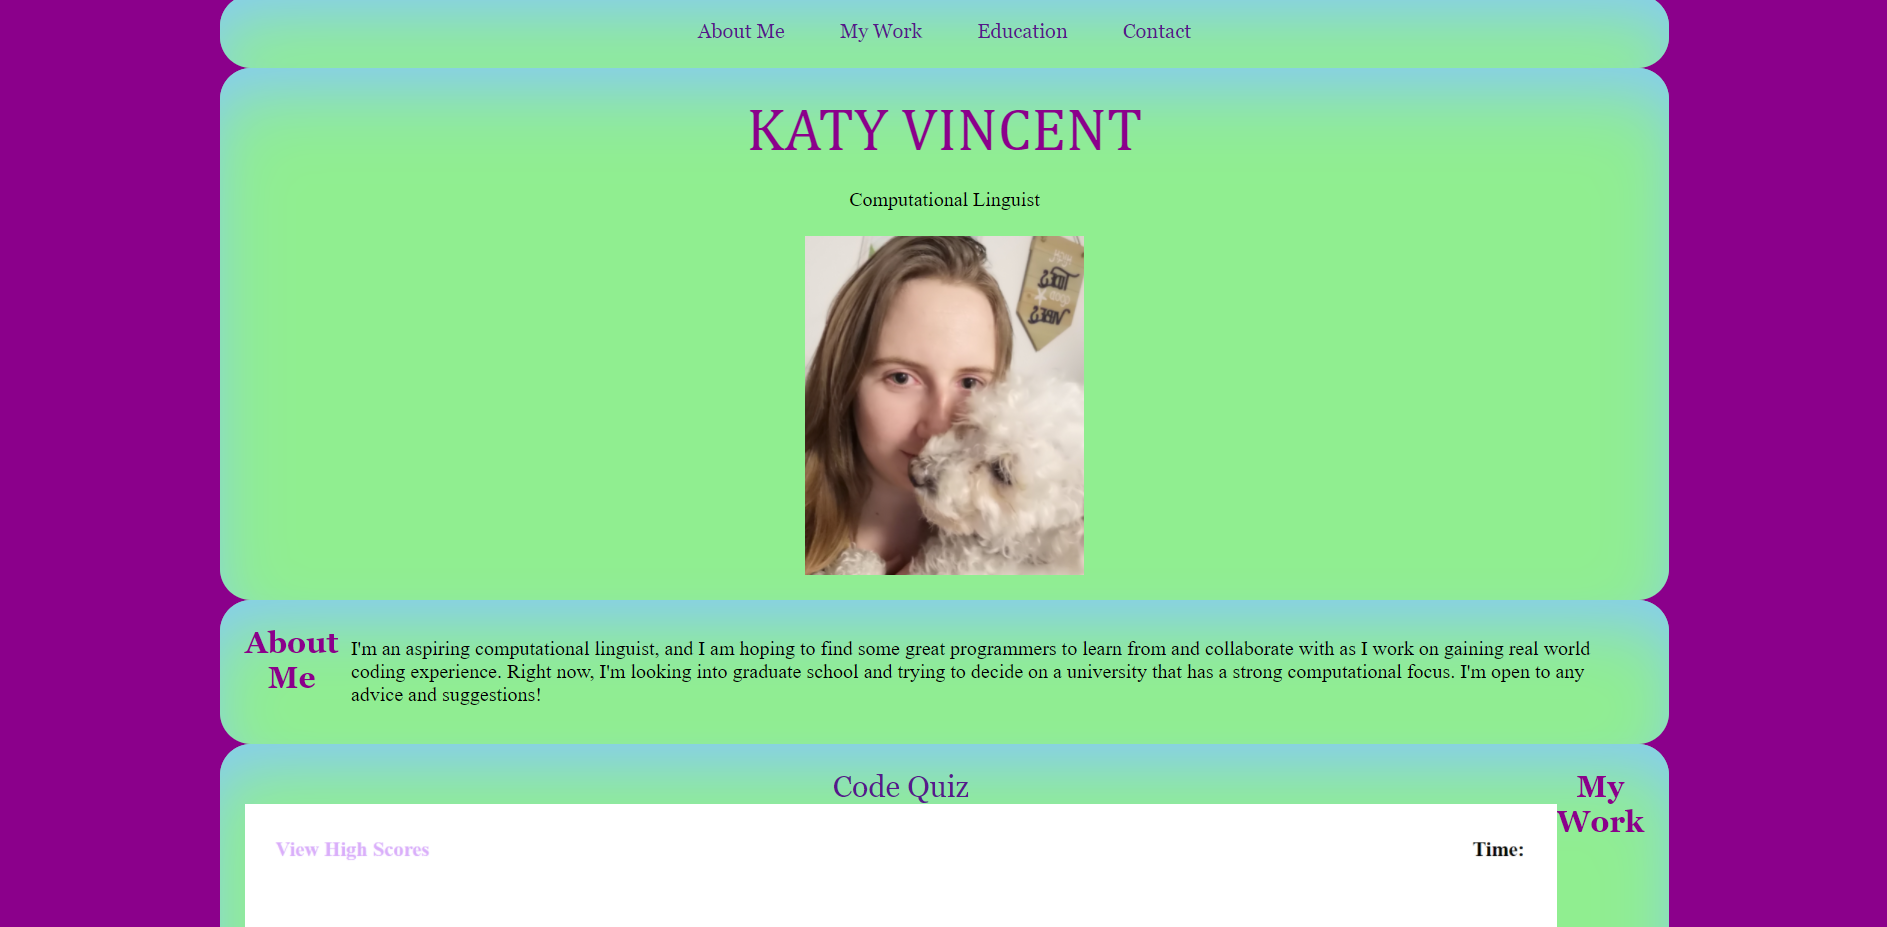 About Me My Work Education Contact
KATY VINCENT
Computational Linguist
GOOD
VIBES
About
Me
I'm an aspiring computational linguist, and I am hoping to find some great programmers to learn from and collaborate with as I work on gaining real world
coding experience. Right now, I'm looking into graduate school and trying to decide on a university that has a strong computational focus. I'm open to any
advice and suggestions!
Code Quiz
My
Work
View High Scores Time: